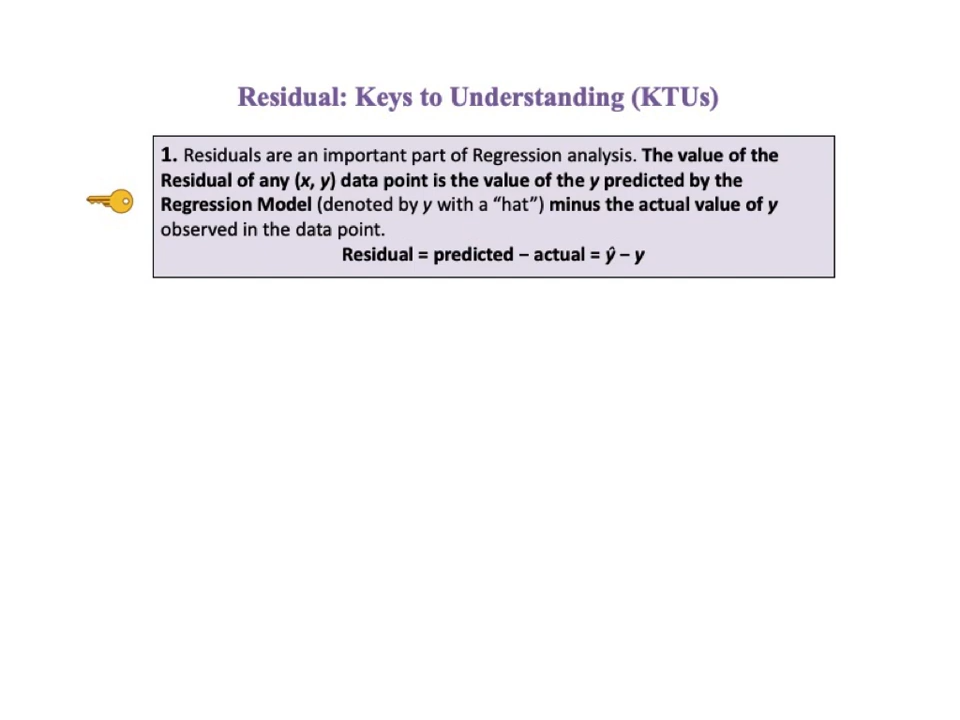 Residual: Keys to Understanding (KTUs)
1. Residuals are an important part of Regression analysis. The value of the
Residual of any (x, y) data point is the value of the y predicted by the
Regression Model (denoted by y with a “hat”) minus the actual value of y
observed in the data point.
Residual = predicted – actual = ŷ – y